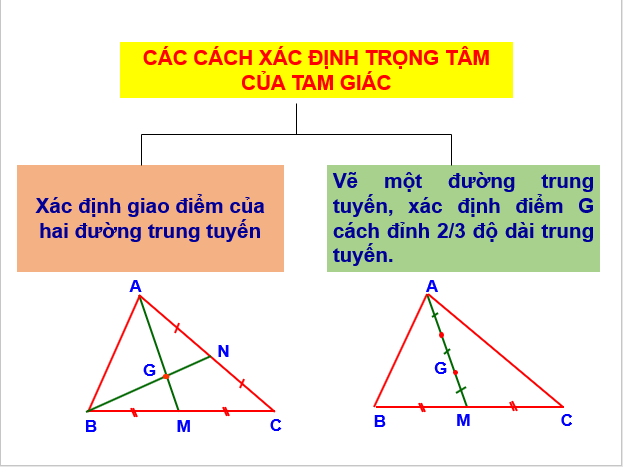 CÁC CÁCH XÁC ĐỊNH TRỌNG TÂM
CỦA TAM GIÁC
Xác định giao điểm của
hai đường trung tuyến
Vẽ một đường trung
tuyến, xác định điểm G
cách đỉnh 2/3 độ dài trung
tuyến.
A
N
G
B
M
C
A
G
B
M
C